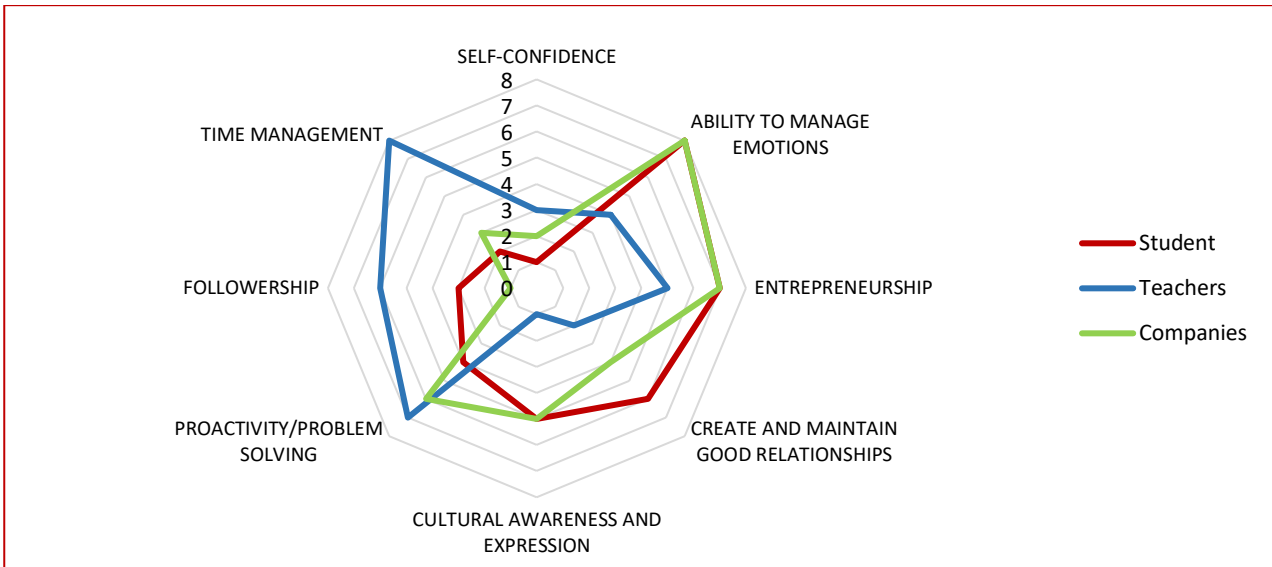 SELF-CONFIDENCE
8
7
6
5
4
3
2
1
0
ABILITY TO MANAGE
EMOTIONS
ENTREPRENEURSHIP
CREATE AND MAINTAIN
GOOD RELATIONSHIPS
CULTURAL AWARENESS AND
EXPRESSION
PROACTIVITY/PROBLEM
SOLVING
FOLLOWERSHIP
TIME MANAGEMENT
Student
Teachers
Companies